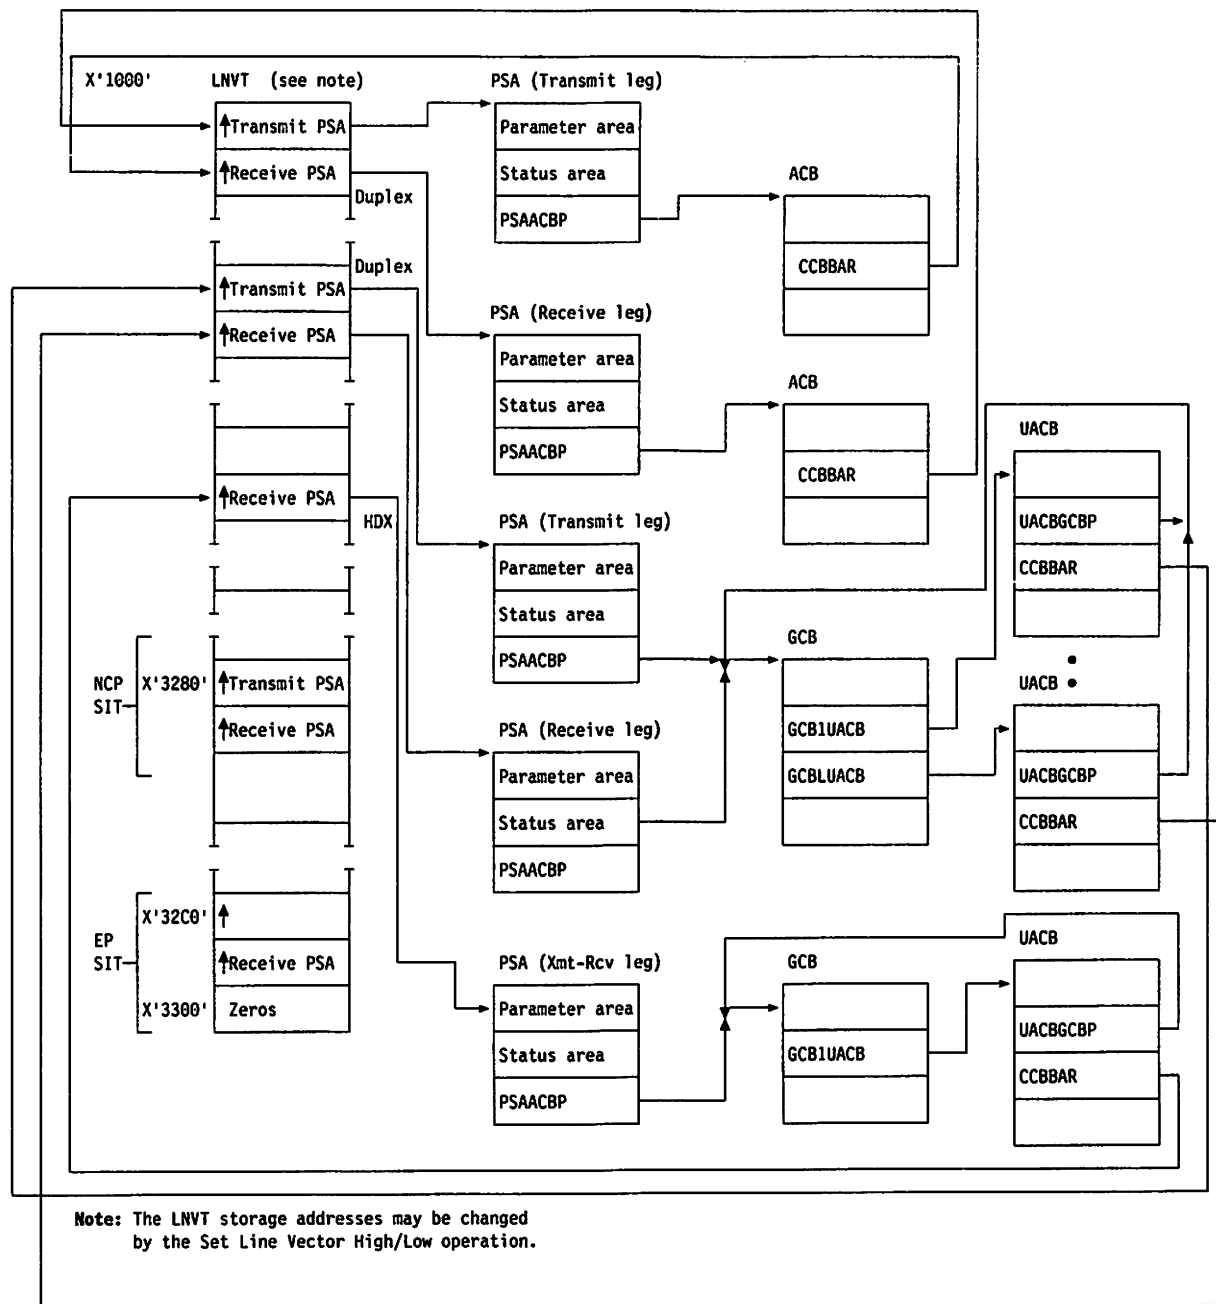 X'1000'
LNVT (see note)
↑Transmit PSA
↑Receive PSA
Duplex
Duplex
↑Transmit PSA
↑Receive PSA
↑Receive PSA
HDX
NCP
SIT
X'3280'
↑Transmit PSA
↑Receive PSA
EP
SIT
X'32C0'
↑
↑Receive PSA
X'3300'
Zeros
PSA (Transmit leg)
Parameter area
Status area
PSAACBP
PSA (Receive leg)
Parameter area
Status area
PSAACBP
PSA (Transmit leg)
Parameter area
Status area
PSAACBP
PSA (Receive leg)
Parameter area
Status area
PSAACBP
PSA (Xmt-Rcv leg)
Parameter area
Status area
PSAACBP
ACB
CCBBAR
ACB
CCBBAR
GCB
GCB1UACB
GCBLUACB
GCB
GCB1UACB
UACB
UACBGCBP
CCBBAR
UACB
UACBGCBP
CCBBAR
UACB
UACBGCBP
CCBBAR
Note: The LNVT storage addresses may be changed
by the Set Line Vector High/Low operation.